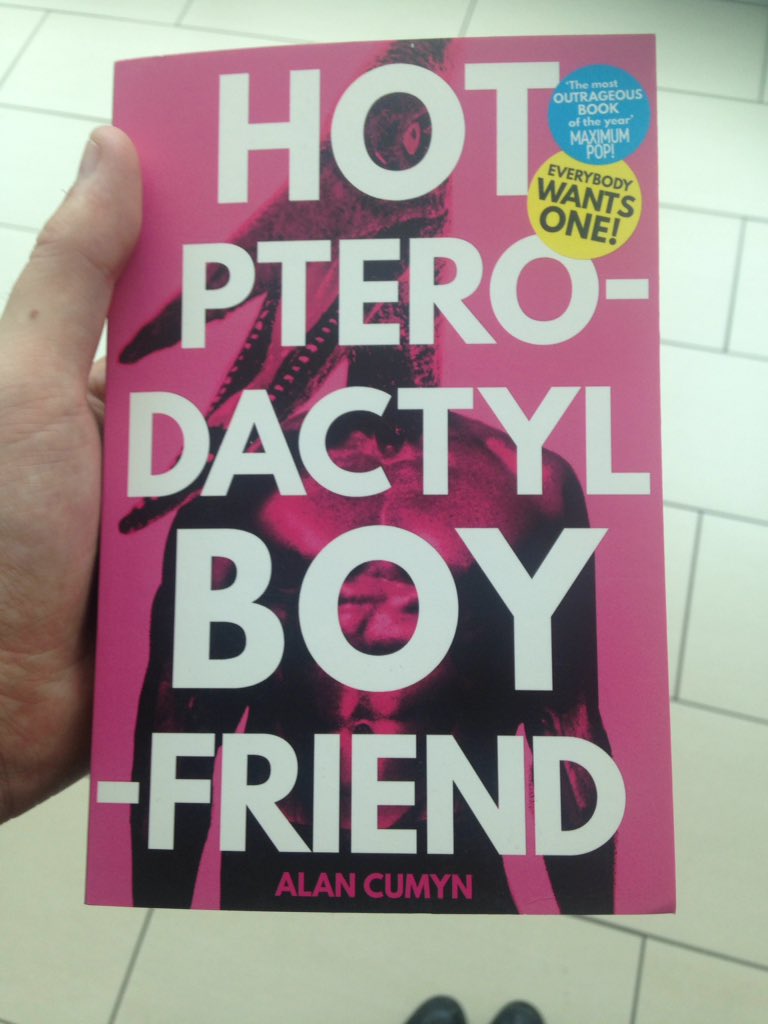 HOT
'The most
OUTRAGEOUS
BOOK
of the year'
MAXIMUM
POP!
EVERYBODY
WANTS
ONE!
PTERO-
DACTYL
BOY
-FRIEND
ALAN CUMYN